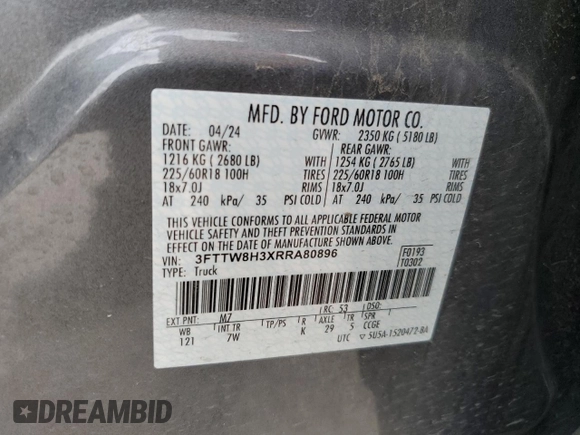 MFD. BY FORD MOTOR CO.
DATE: 04/24 GVWR: 2350 KG ( 5180 LB)
FRONT GAWR: REAR GAWR:
1216 KG ( 2680 LB) WITH 1254 KG ( 2765 LB)
225/60R18 100H TIRES 225/60R18 100H
18x7.0J RIMS 18x7.0J
AT 240 kPa/ 35 PSI COLD AT 240 kPa/ 35 PSI COLD
THIS VEHICLE CONFORMS TO ALL APPLICABLE FEDERAL MOTOR
VEHICLE SAFETY AND THEFT PREVENTION STANDARDS IN
EFFECT ON THE DATE OF MANUFACTURE SHOWN ABOVE.
VIN: 3FTTW8H3XRRA80896 F0193
TYPE: Truck T0302
EXT PNT: M7 RC: 53 DSO:
WB INT TR TP/PS R AXLE TR SPR
121 7W K 29 5 CCGE
UTC
DREAMBID